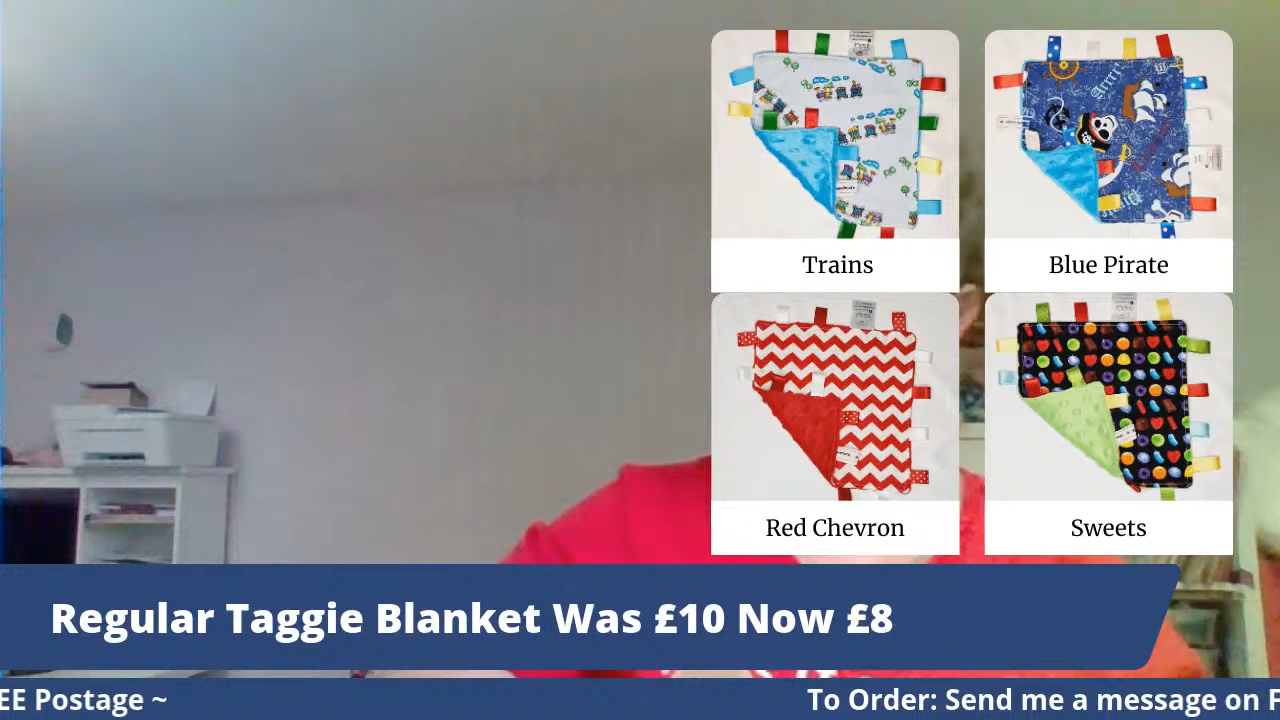 Arrr
Trains
Blue Pirate
Red Chevron
Sweets
Regular Taggie Blanket Was £10 Now £8
EE Postage ~
To Order: Send me a message on F